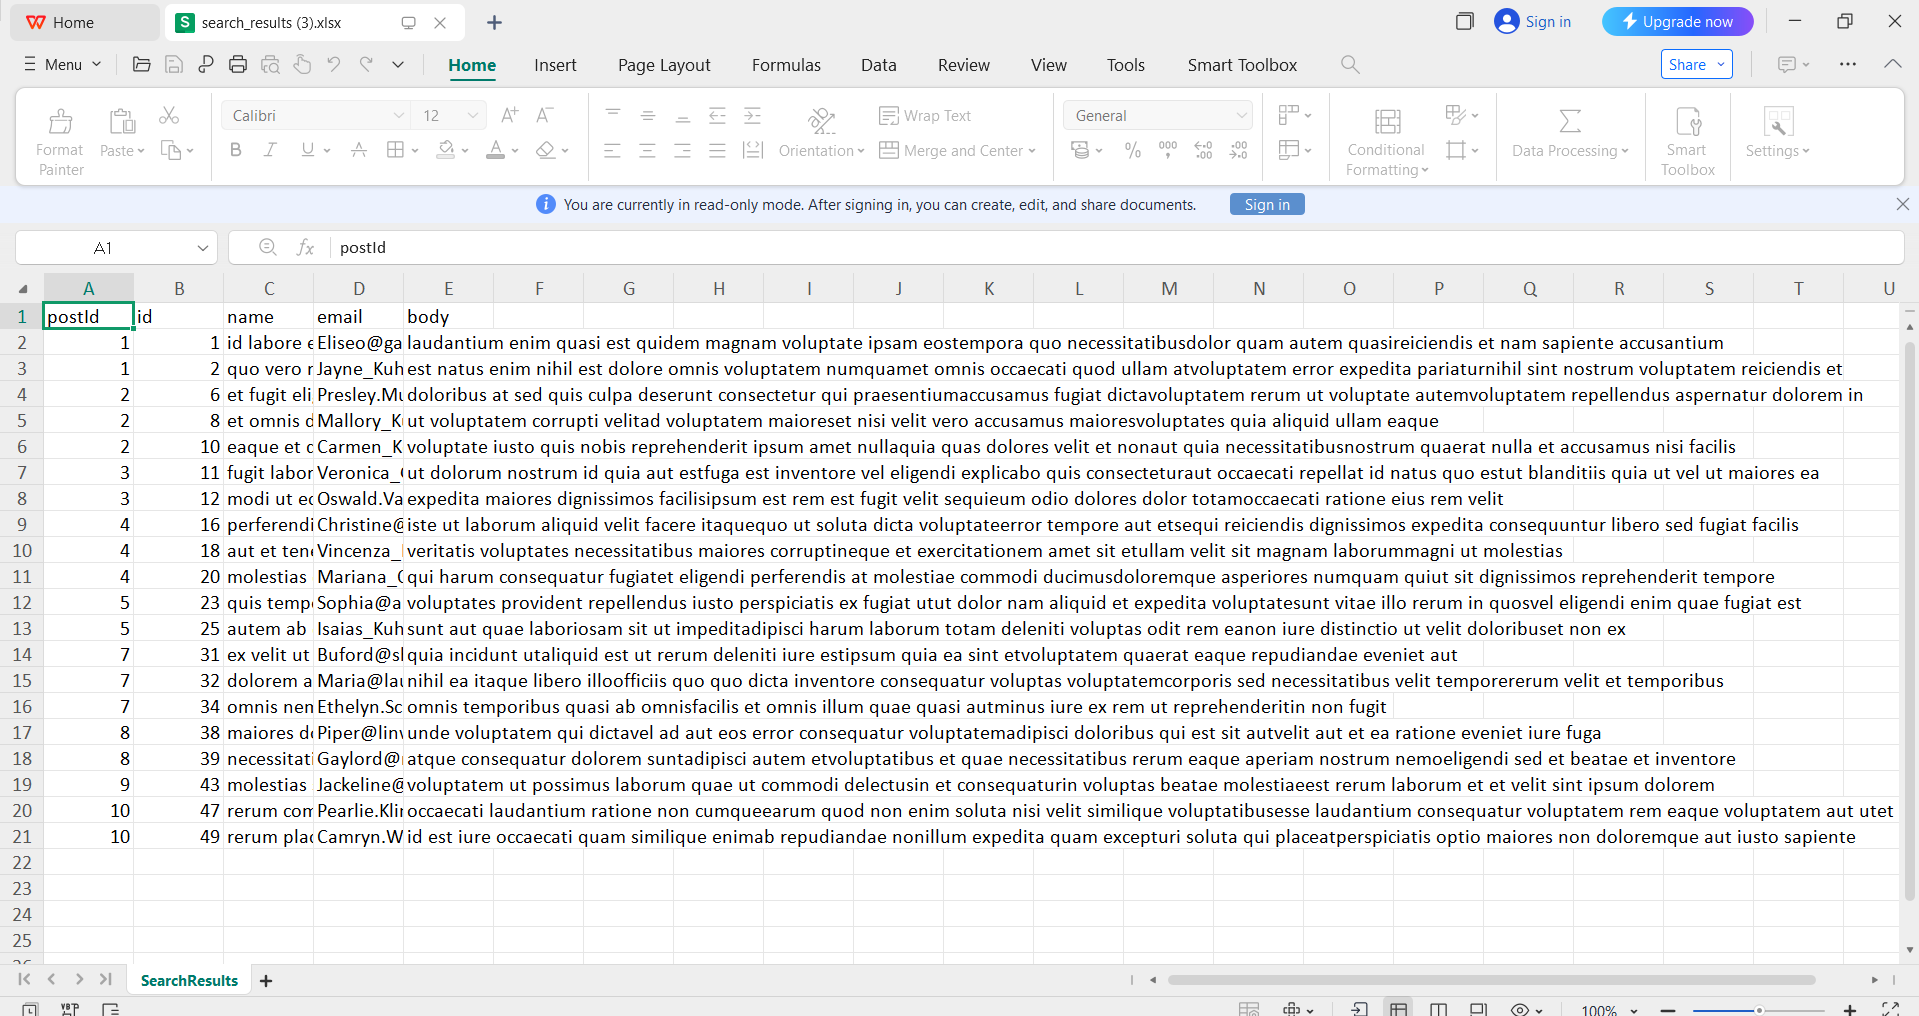 Home
search_results (3).xlsx
Sign in
Upgrade now
Menu
Home Insert Page Layout Formulas Data Review View Tools Smart Toolbox
Share
Format Painter
Paste
Calibri 12
Orientation
Wrap Text
Merge and Center
General
Conditional Formatting
Data Processing
Smart Toolbox
Settings
You are currently in read-only mode. After signing in, you can create, edit, and share documents. Sign in
A1 fx postId
A B C D E F G H I J K L M N O P Q R S T U
1 postId id name email body
2 1 1 id labore e Eliseo@ga laudantium enim quasi est quidem magnam voluptate ipsam eostempora quo necessitatibusdolor quam autem quasireiciendis et nam sapiente accusantium
3 1 2 quo vero r Jayne_Kuh est natus enim nihil est dolore omnis voluptatem numquamet omnis occaecati quod ullam atvoluptatem error expedita pariaturnihil sint nostrum voluptatem reiciendis et
4 2 6 et fugit eli Presley.Mu doloribus at sed quis culpa deserunt consectetur qui praesentiumaccusamus fugiat dictavoluptatem rerum ut voluptate autemvoluptatem repellendus aspernatur dolorem in
5 2 8 et omnis d Mallory_K ut voluptatem corrupti velitad voluptatem maioreset nisi velit vero accusamus maioresvoluptates quia aliquid ullam eaque
6 2 10 eaque et d Carmen_K voluptate iusto quis nobis reprehenderit ipsum amet nullaquia quas dolores velit et nonaut quia necessitatibusnostrum quaerat nulla et accusamus nisi facilis
7 3 11 fugit labor Veronica_ ut dolorum nostrum id quia aut estfuga est inventore vel eligendi explicabo quis consecteturaut occaecati repellat id natus quo estut blanditiis quia ut vel ut maiores ea
8 3 12 modi ut eo Oswald.Va expedita maiores dignissimos facilisipsum est rem est fugit velit sequieum odio dolores dolor totamoccaecati ratione eius rem velit
9 4 16 perferendi Christine@ iste ut laborum aliquid velit facere itaquequo ut soluta dicta voluptateerror tempore aut etsequi reiciendis dignissimos expedita consequuntur libero sed fugiat facilis
10 4 18 aut et tene Vincenza_ veritatis voluptates necessitatibus maiores corruptineque et exercitationem amet sit etullam velit sit magnam laborummagni ut molestias
11 4 20 molestias Mariana_ qui harum consequatur fugiatet eligendi perferendis at molestiae commodi ducimusdoloremque asperiores numquam quiut sit dignissimos reprehenderit tempore
12 5 23 quis temp Sophia@a voluptates provident repellendus iusto perspiciatis ex fugiat utut dolor nam aliquid et expedita voluptatesunt vitae illo rerum in quosvel eligendi enim quae fugiat est
13 5 25 autem ab Isaias_Kuh sunt aut quae laboriosam sit ut impeditadipisci harum laborum totam deleniti voluptas odit rem eanon iure distinctio ut velit doloribuset non ex
14 7 31 ex velit ut Buford@sl quia incidunt utaliquid est ut rerum deleniti iure estipsum quia ea sint etvoluptatem quaerat eaque repudiandae eveniet aut
15 7 32 dolorem a Maria@lau nihil ea itaque libero illoofficiis quo quo dicta inventore consequatur voluptas voluptatemcorporis sed necessitatibus velit temporererum velit et temporibus
16 7 34 omnis nen Ethelyn.Sc omnis temporibus quasi ab omnisfacilis et omnis illum quae quasi autminus iure ex rem ut reprehenderitin non fugit
17 8 38 maiores do Piper@linw unde voluptatem qui dictavel ad aut eos error consequatur voluptatemadipisci doloribus qui est sit autvelit aut et ea ratione eveniet iure fuga
18 8 39 necessitati Gaylord@ atque consequatur dolorem suntadipisci autem etvoluptatibus et quae necessitatibus rerum eaque aperiam nostrum nemoeligendi sed et beatae et inventore
19 9 43 molestias Jackeline@ voluptatem ut possimus laborum quae ut commodi delectusin et consequaturin voluptas beatae molestiaeest rerum laborum et et velit sint ipsum dolorem
20 10 47 rerum com Pearlie.Klin occaecati laudantium ratione non cumqueearum quod non enim soluta nisi velit similique voluptatibusesse laudantium consequatur voluptatem rem eaque voluptatem aut utet
21 10 49 rerum plac Camryn.W id est iure occaecati quam similique enimab repudiandae nonillum expedita quam excepturi soluta qui placeatperspiciatis optio maiores non doloremque aut iusto sapiente
22
23
24
25
SearchResults
100%